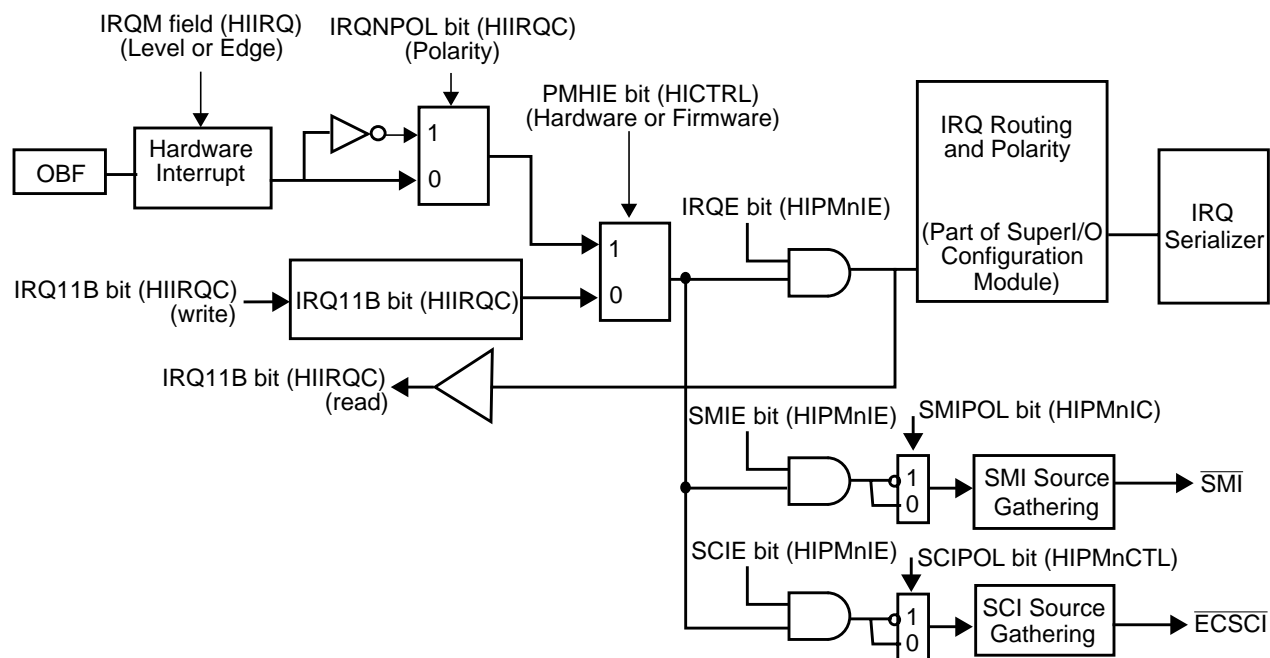 IRQM field (HIIRQ)
(Level or Edge)
IRQNPOL bit (HIIRQC)
(Polarity)
PMHIE bit (HICTRL)
(Hardware or Firmware)
OBF
Hardware
Interrupt
1
0
IRQ Routing
and Polarity
(Part of SuperI/O
Configuration
Module)
IRQ
Serializer
IRQE bit (HIPMnIE)
1
0
IRQ11B bit (HIIRQC)
(write)
IRQ11B bit (HIIRQC)
IRQ11B bit (HIIRQC)
(read)
SMIE bit (HIPMnIE)
SMIPOL bit (HIPMnIC)
1
0
SMI Source
Gathering
SMI
SCIE bit (HIPMnIE)
SCIPOL bit (HIPMnCTL)
1
0
SCI Source
Gathering
ECSCI